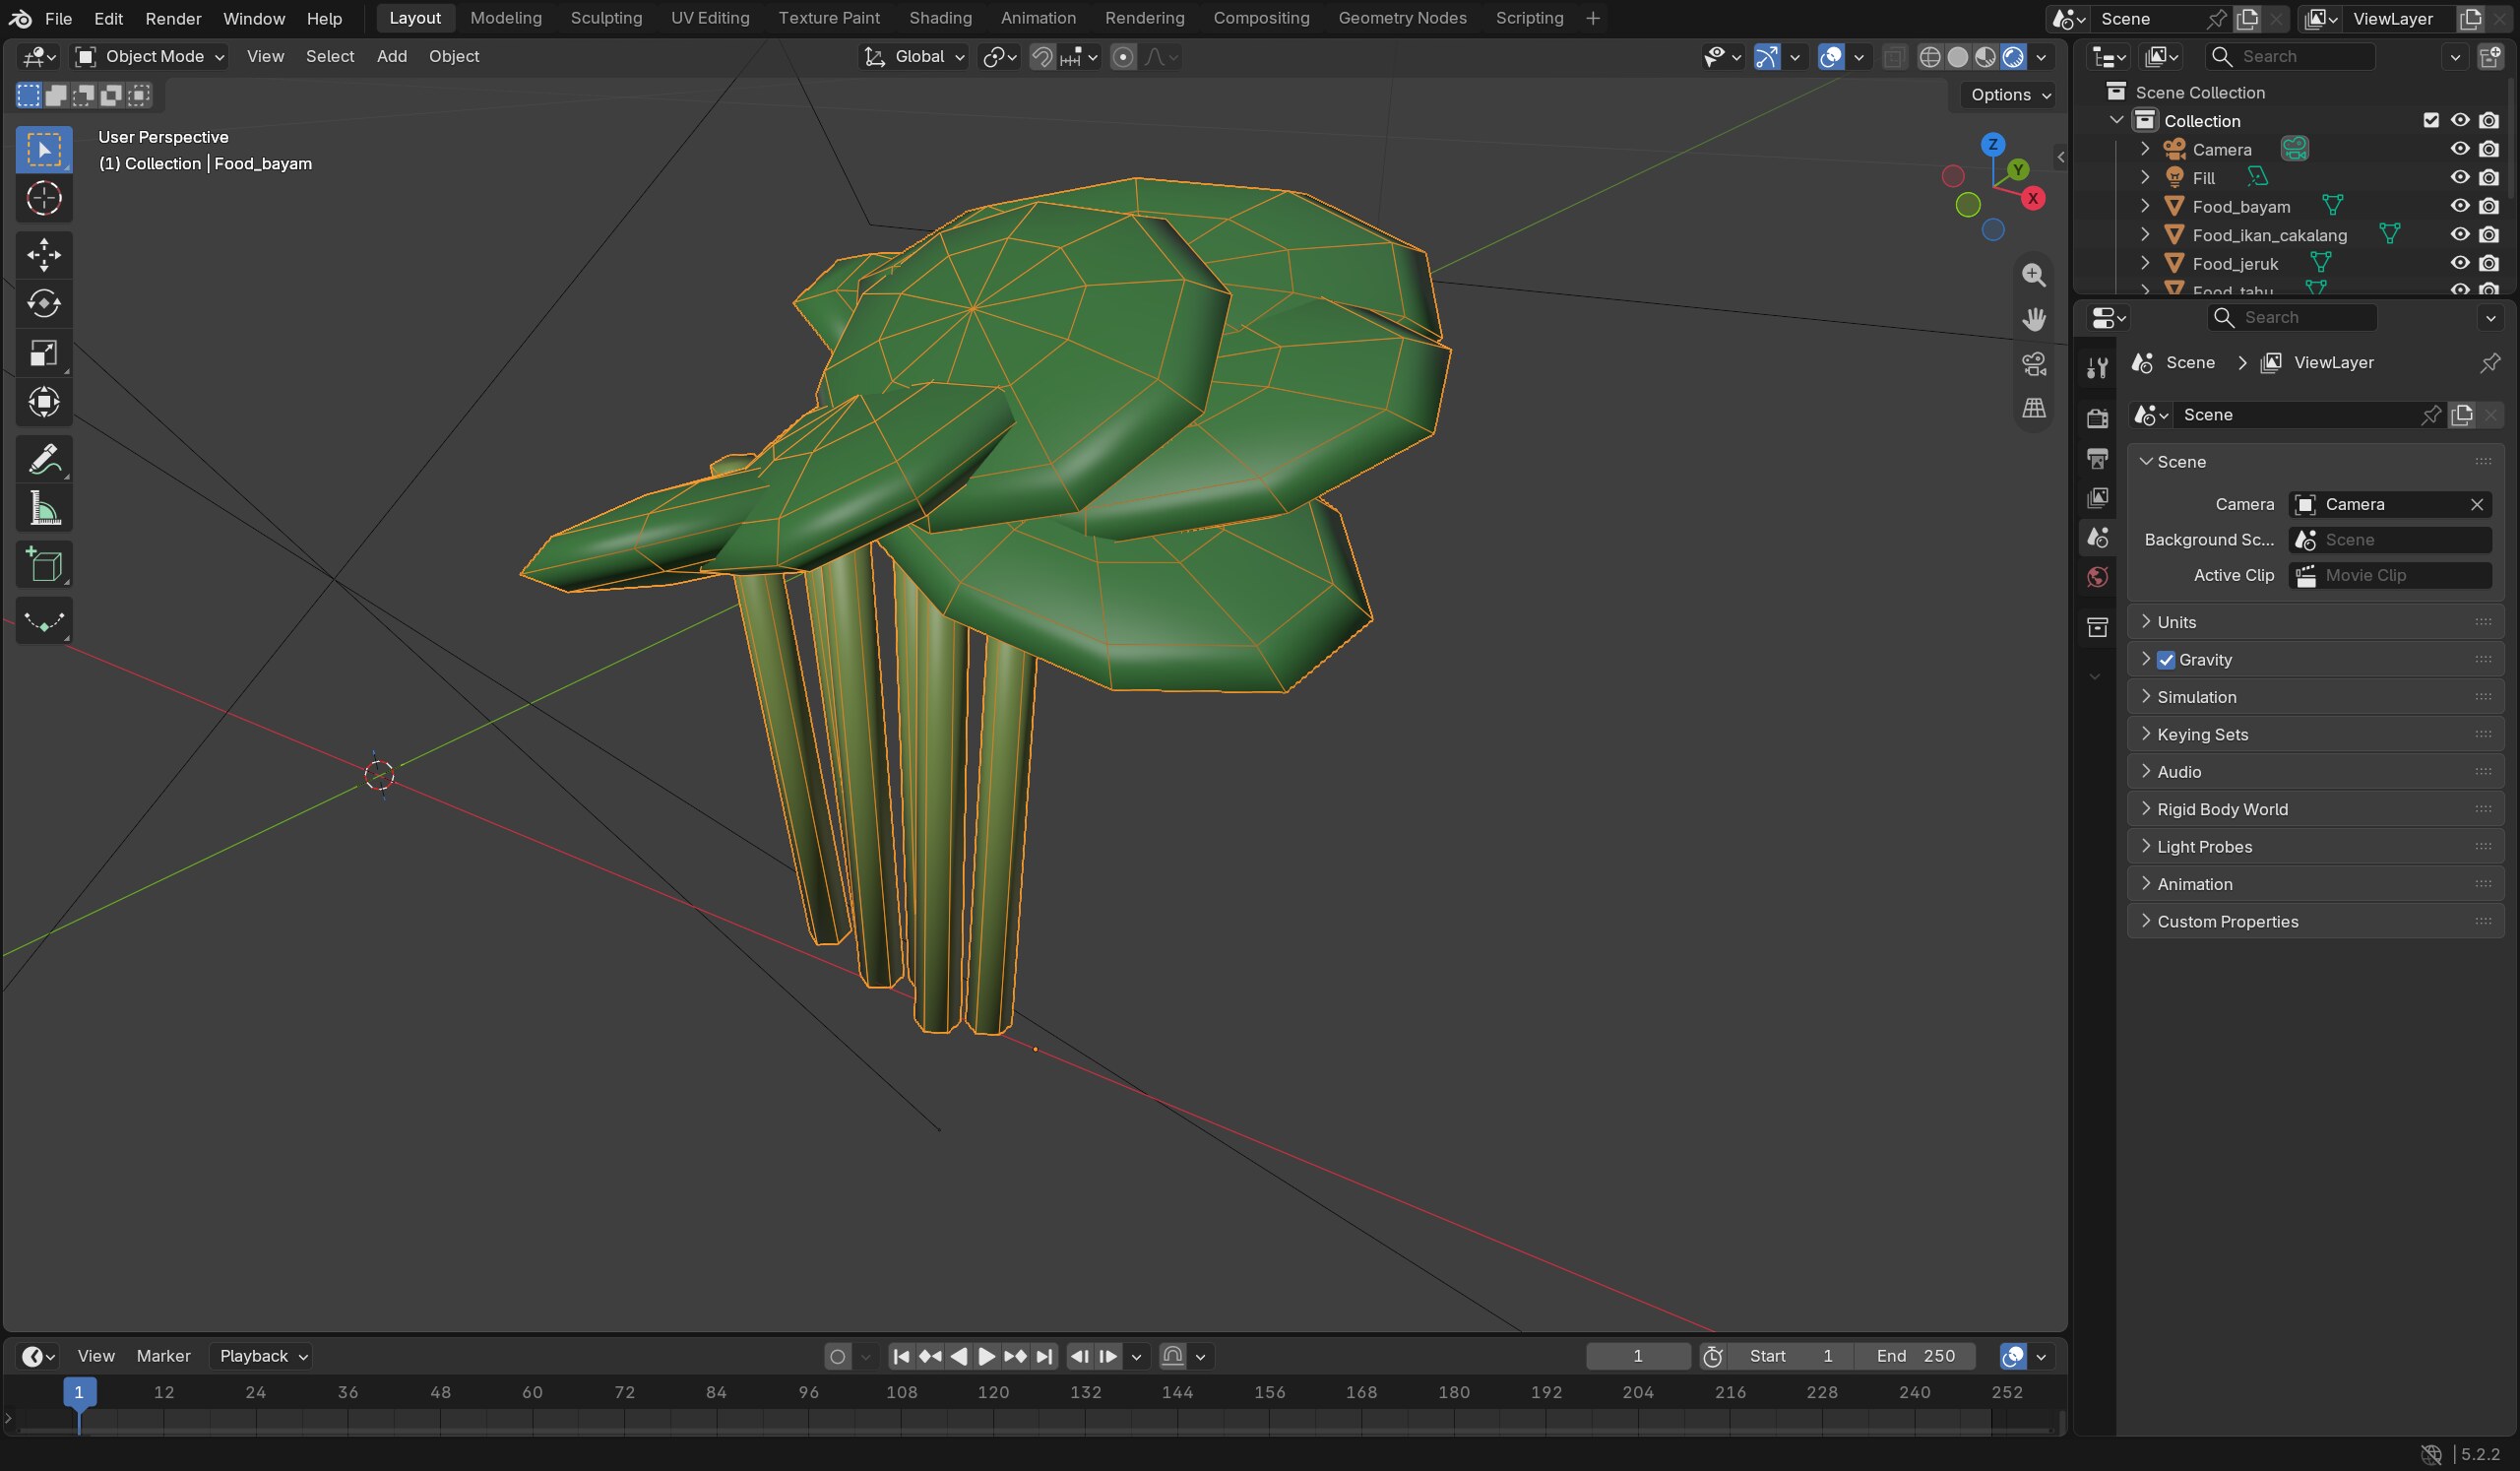 File Edit Render Window Help Layout Modeling Sculpting UV Editing Texture Paint Shading Animation Rendering Compositing Geometry Nodes Scripting + Scene ViewLayer
Object Mode View Select Add Object Global Search
Options
User Perspective
(1) Collection | Food_bayam
Z
Y
X
Scene Collection
Collection
Camera
Fill
Food_bayam
Food_ikan_cakalang
Food_jeruk
Food_tahu
Search
Scene ViewLayer
Scene
Scene
Camera Camera
Background Sc... Scene
Active Clip Movie Clip
Units
Gravity
Simulation
Keying Sets
Audio
Rigid Body World
Light Probes
Animation
Custom Properties
View Marker Playback 1 Start 1 End 250
1 12 24 36 48 60 72 84 96 108 120 132 144 156 168 180 192 204 216 228 240 252
5.2.2